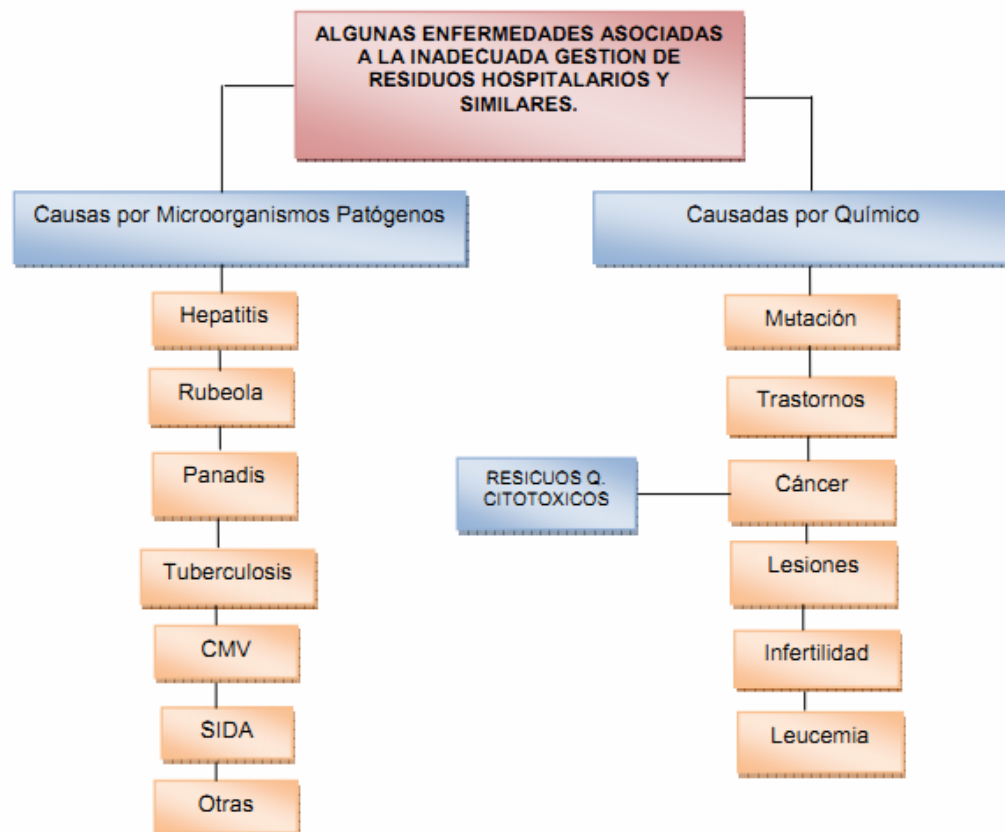 ALGUNAS ENFERMEDADES ASOCIADAS
A LA INADECUADA GESTION DE
RESIDUOS HOSPITALARIOS Y
SIMILARES.
Causas por Microorganismos Patógenos
Hepatitis
Rubeola
Panadis
Tuberculosis
CMV
SIDA
Otras
Causadas por Químico
Mutación
Trastornos
RESICUOS Q.
CITOTOXICOS
Cáncer
Lesiones
Infertilidad
Leucemia